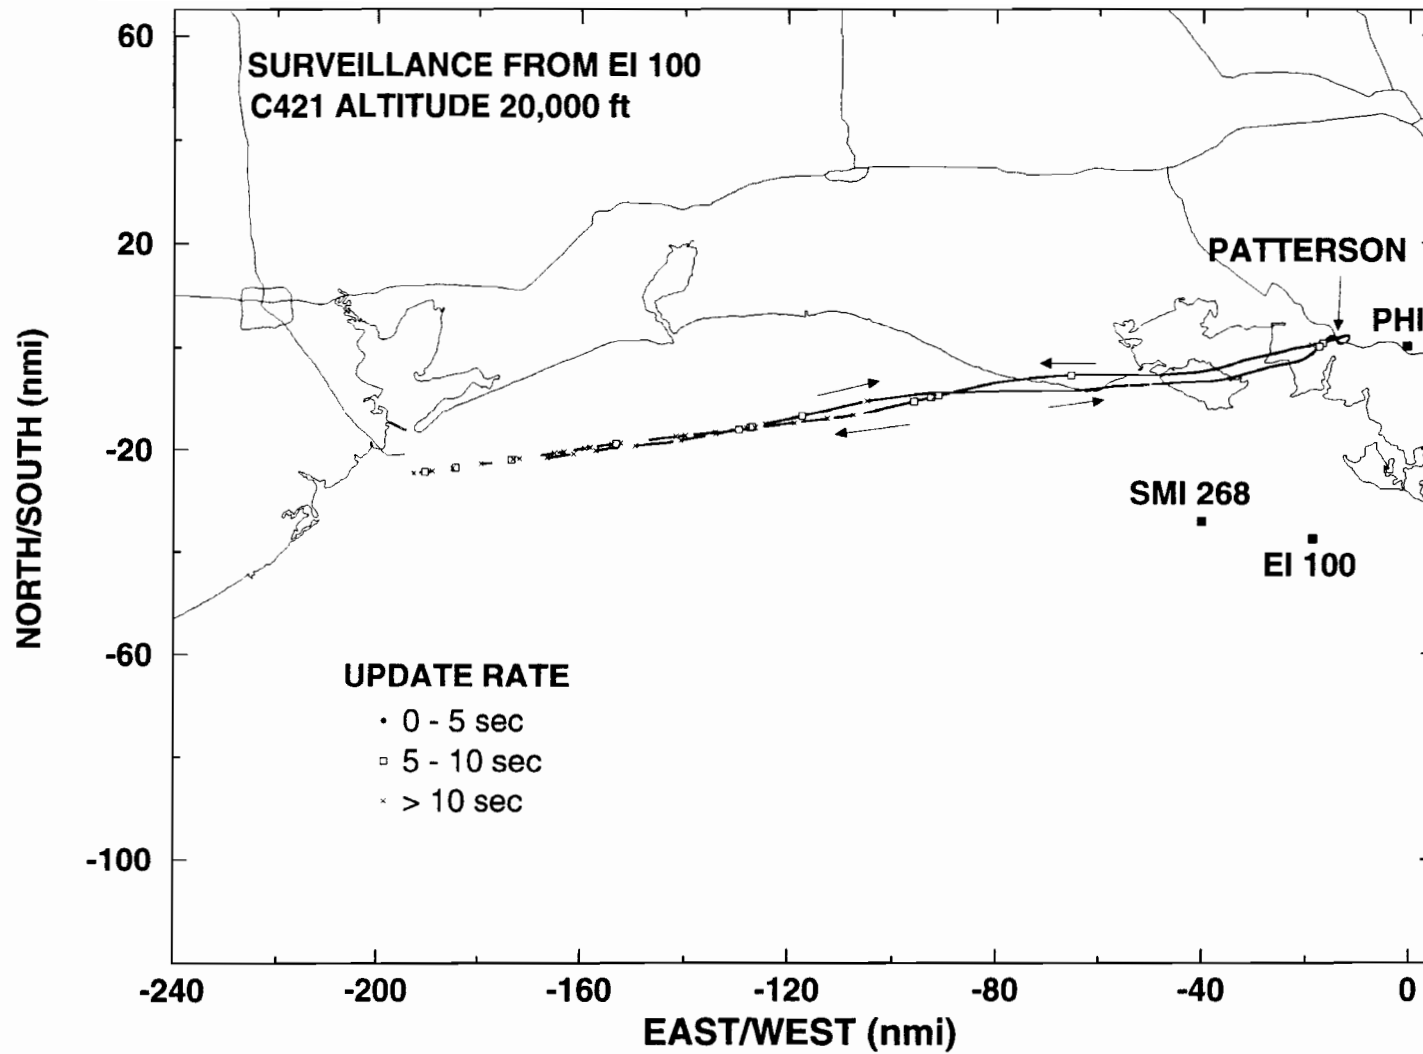 60
SURVEILLANCE FROM EI 100
C421 ALTITUDE 20,000 ft
20
PATTERSON
PHI
-20
SMI 268
EI 100
NORTH/SOUTH (nmi)
-60
UPDATE RATE
0 - 5 sec
5 - 10 sec
> 10 sec
-100
-240 -200 -160 -120 -80 -40 0
EAST/WEST (nmi)